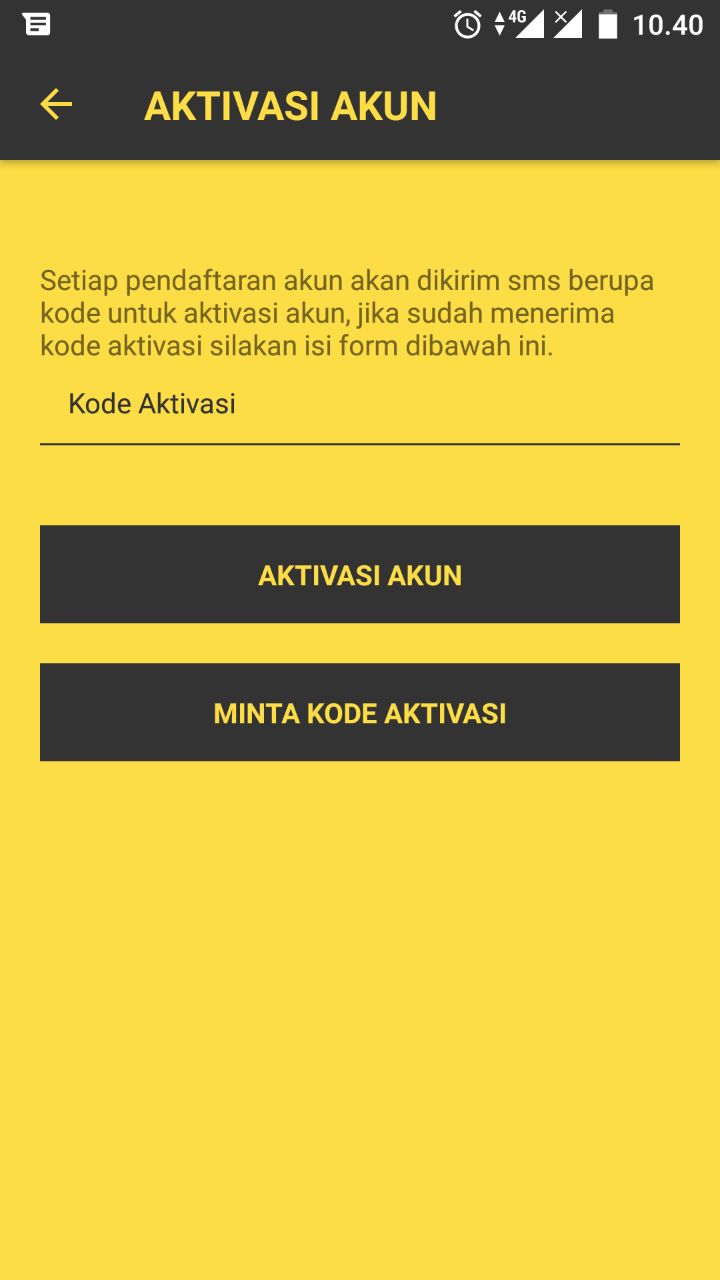 4G 10.40
AKTIVASI AKUN
Setiap pendaftaran akun akan dikirim sms berupa
kode untuk aktivasi akun, jika sudah menerima
kode aktivasi silakan isi form dibawah ini.
Kode Aktivasi
AKTIVASI AKUN
MINTA KODE AKTIVASI